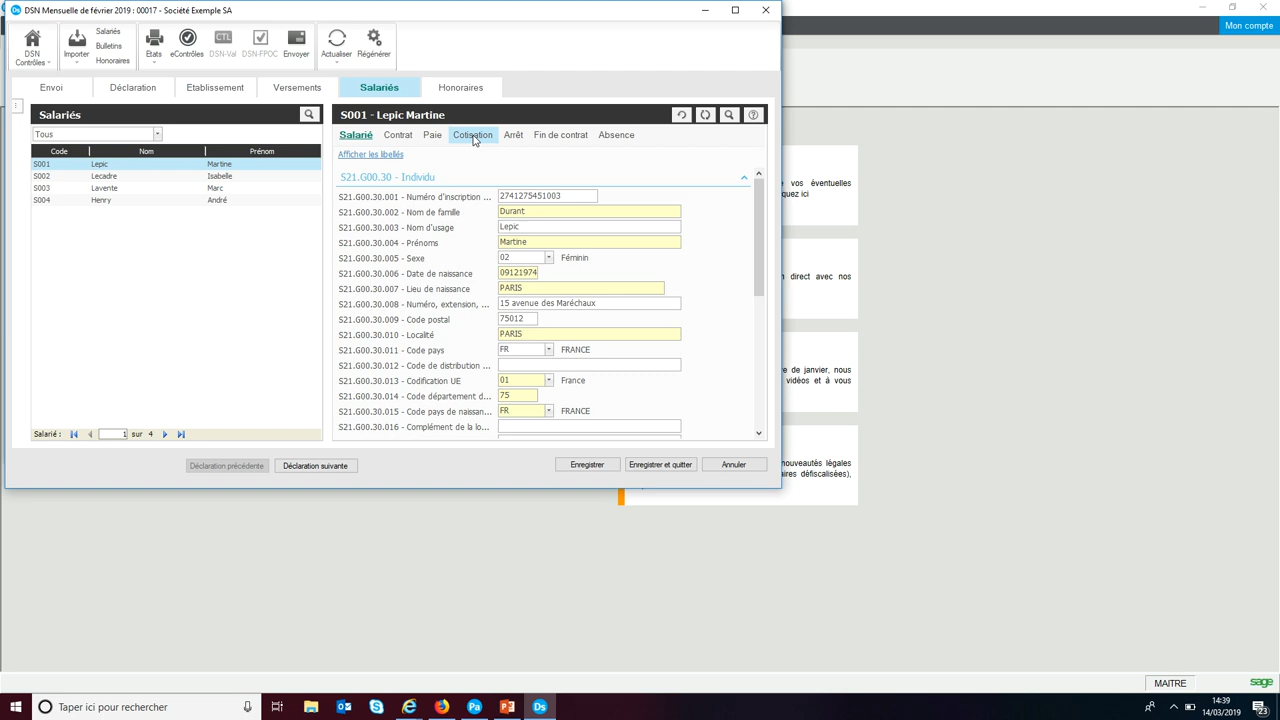 DSN Mensuelle de février 2019 : 00017 - Société Exemple SA
DSN Contrôles
Importer
Salariés
Bulletins
Honoraires
Etats
eContrôles
CTL
DSN-Val
DSN-FPOC
Envoyer
Actualiser
Régénérer
Mon compte
Envoi
Déclaration
Etablissement
Versements
Salariés
Honoraires
Salariés
Tous
Code Nom Prénom
S001 Lepic Martine
S002 Lecadre Isabelle
S003 Lavente Marc
S004 Henry André
Salarié : 1 sur 4
S001 - Lepic Martine
Salarié Contrat Paie Cotisation Arrêt Fin de contrat Absence
Afficher les libellés
S21.G00.30 - Individu
S21.G00.30.001 - Numéro d'inscription ... 2741275451003
S21.G00.30.002 - Nom de famille Durant
S21.G00.30.003 - Nom d'usage Lepic
S21.G00.30.004 - Prénoms Martine
S21.G00.30.005 - Sexe 02 Féminin
S21.G00.30.006 - Date de naissance 09121974
S21.G00.30.007 - Lieu de naissance PARIS
S21.G00.30.008 - Numéro, extension, ... 15 avenue des Maréchaux
S21.G00.30.009 - Code postal 75012
S21.G00.30.010 - Localité PARIS
S21.G00.30.011 - Code pays FR FRANCE
S21.G00.30.012 - Code de distribution ...
S21.G00.30.013 - Codification UE 01 France
S21.G00.30.014 - Code département d... 75
S21.G00.30.015 - Code pays de naissan... FR FRANCE
S21.G00.30.016 - Complément de la lo...
Déclaration précédente
Déclaration suivante
Enregistrer
Enregistrer et quitter
Annuler
vos éventuelles
quez ici
n direct avec nos
re de janvier, nous
vidéos et à vous
nouveautés légales
aires défiscalisées),
MAITRE
sage
Taper ici pour rechercher
14:39
14/03/2019
23